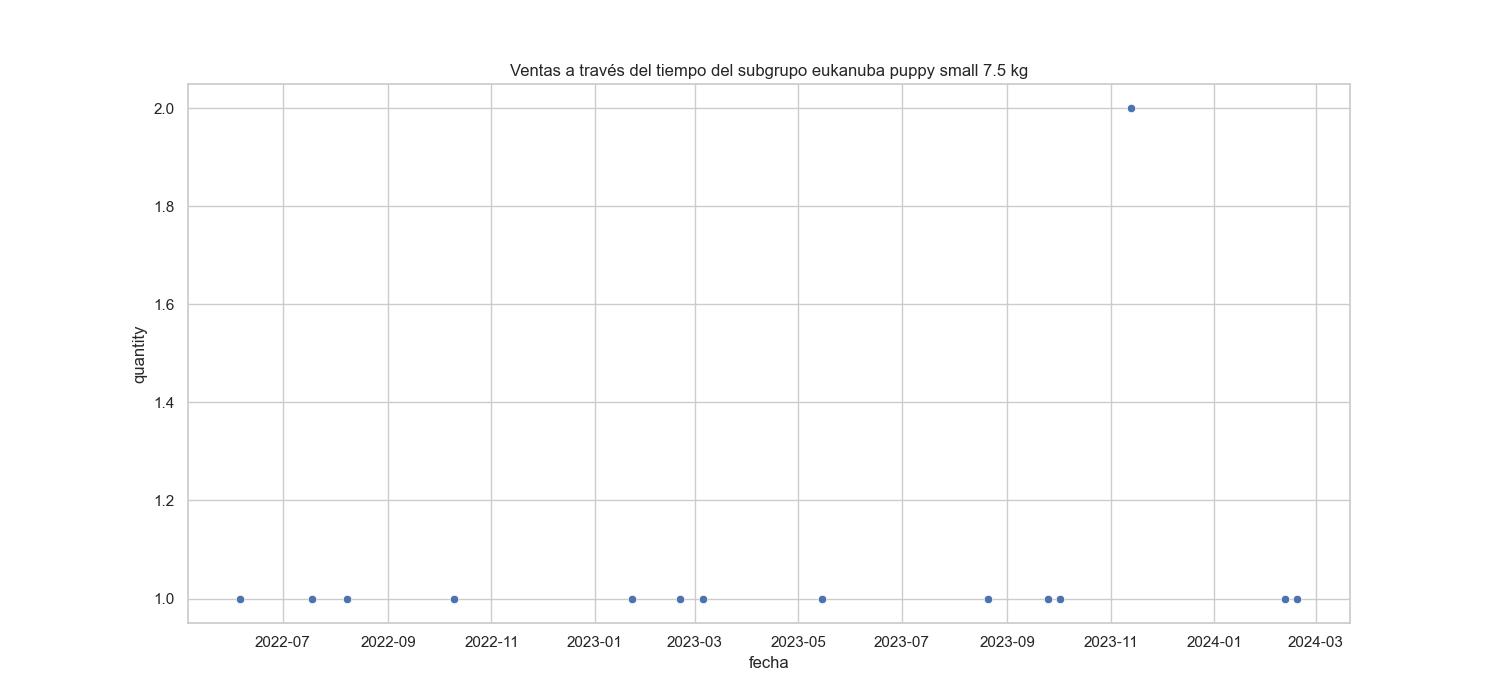 Ventas a través del tiempo del subgrupo eukanuba puppy small 7.5 kg
2.0
1.8
1.6
1.4
1.2
1.0
quantity
2022-07 2022-09 2022-11 2023-01 2023-03 2023-05 2023-07 2023-09 2023-11 2024-01 2024-03
fecha